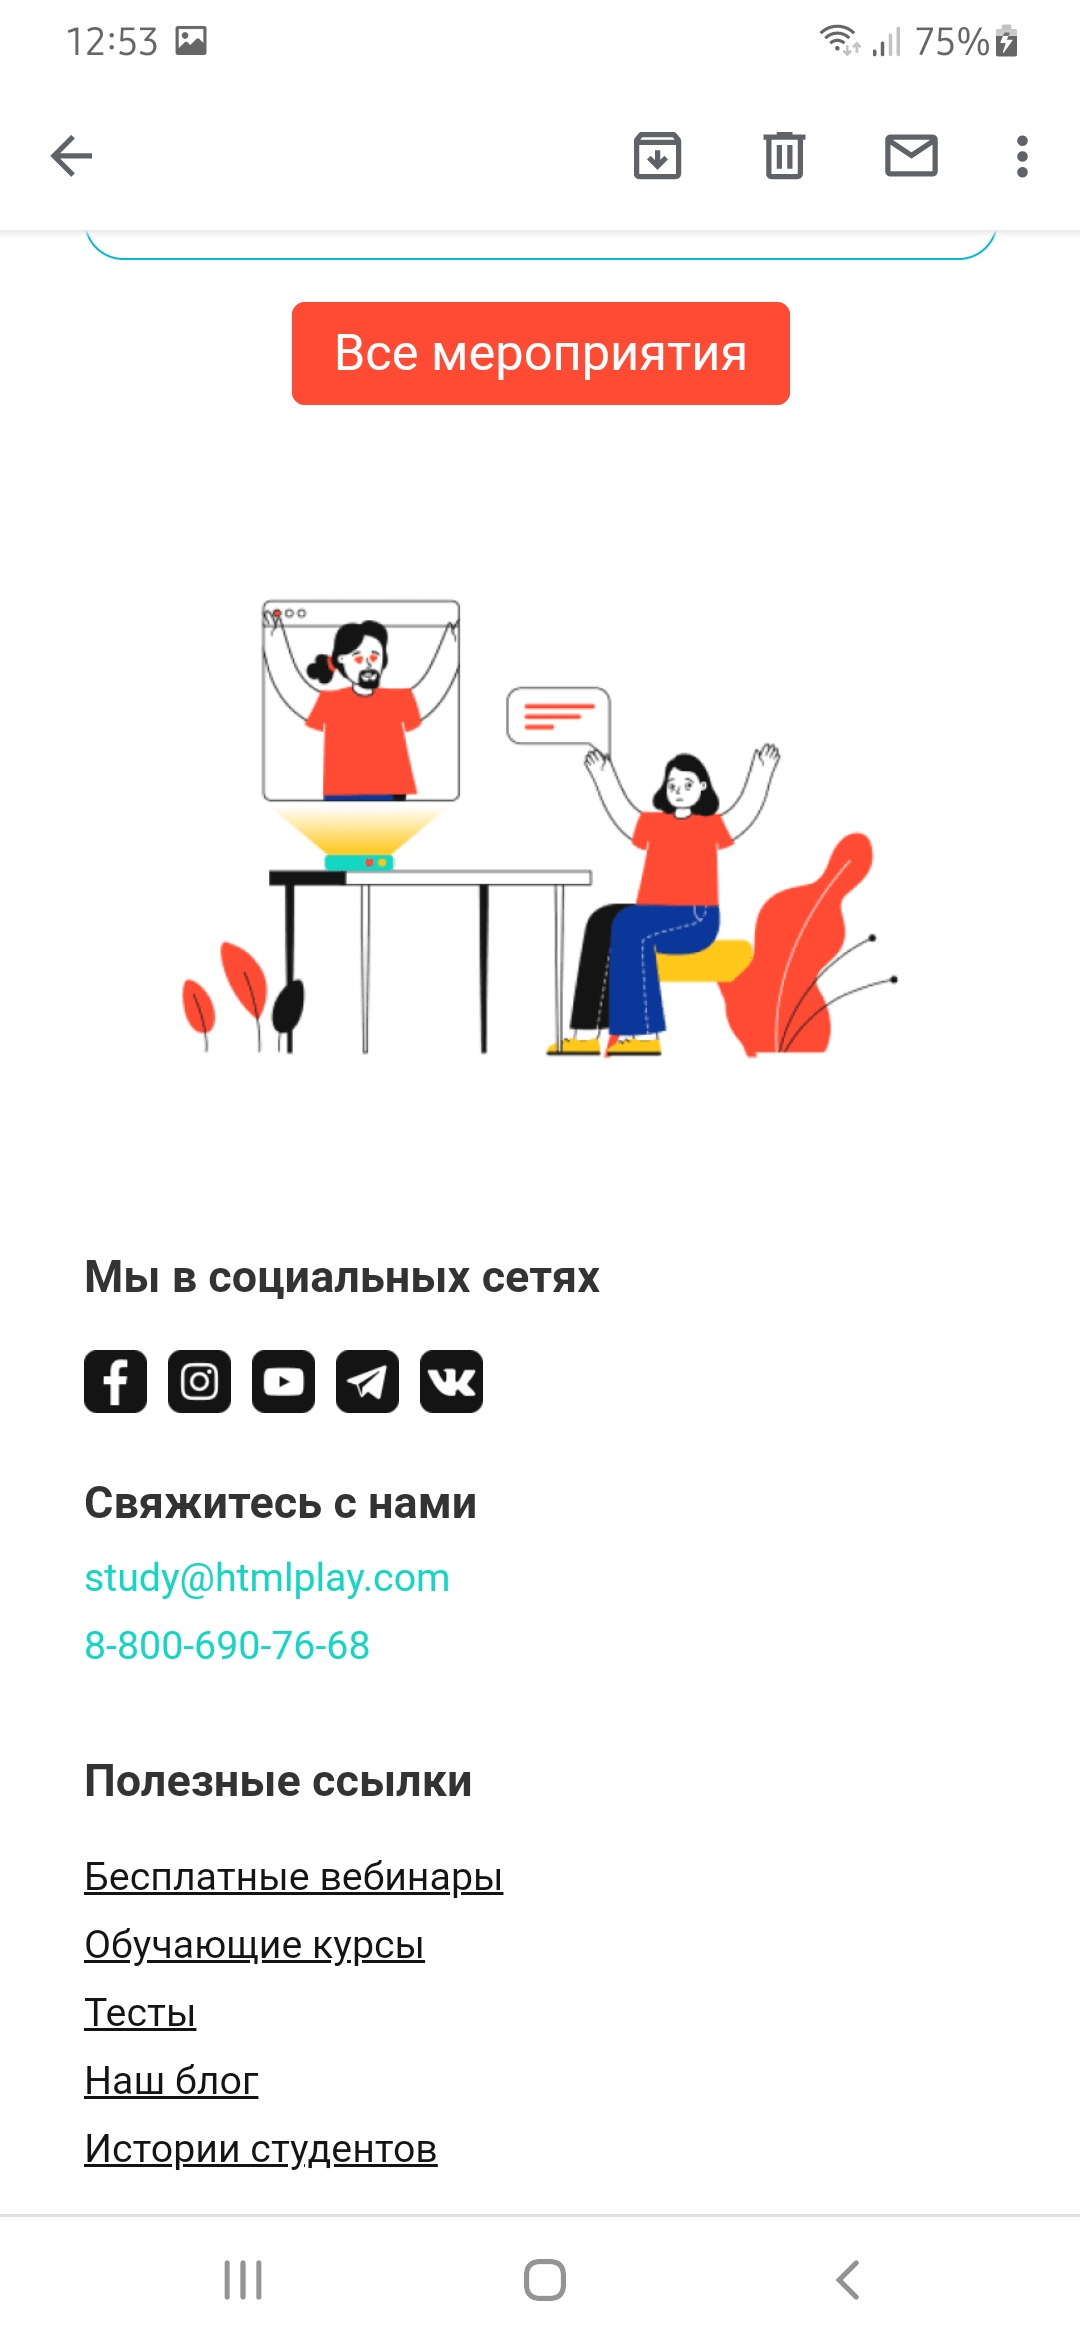 12:53
75%
Все мероприятия
Мы в социальных сетях
Свяжитесь с нами
study@htmlplay.com
8-800-690-76-68
Полезные ссылки
Бесплатные вебинары
Обучающие курсы
Тесты
Наш блог
Истории студентов